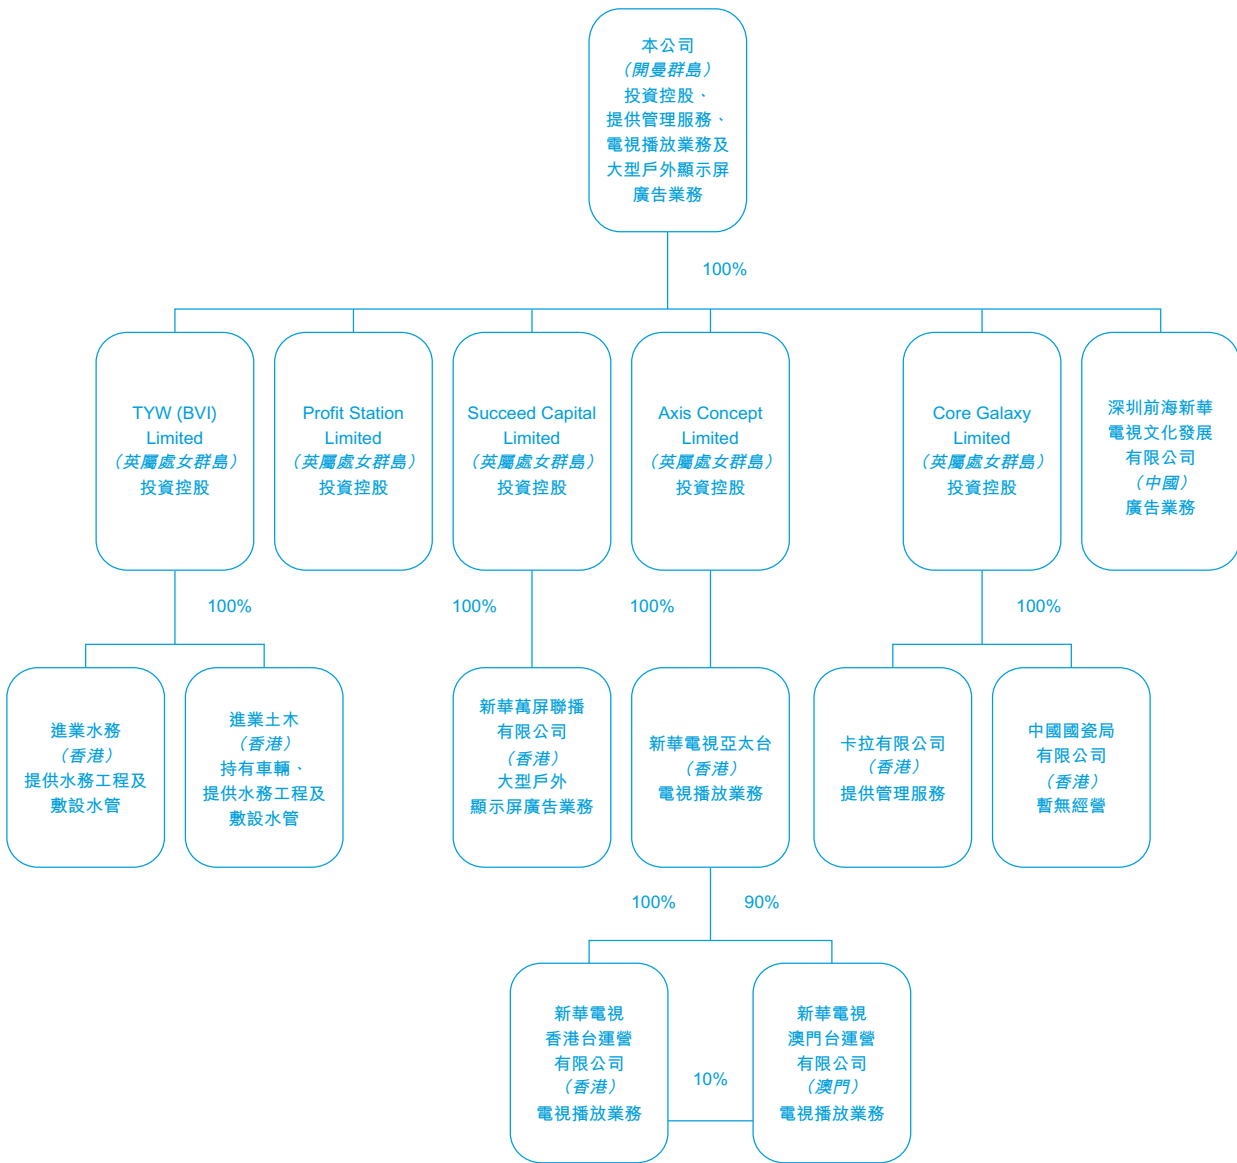 本公司
（開曼群島）
投資控股、
提供管理服務、
電視播放業務及
大型戶外顯示屏
廣告業務
100%
TYW (BVI)
Limited
（英屬處女群島）
投資控股
Profit Station
Limited
（英屬處女群島）
投資控股
Succeed Capital
Limited
（英屬處女群島）
投資控股
Axis Concept
Limited
（英屬處女群島）
投資控股
Core Galaxy
Limited
（英屬處女群島）
投資控股
深圳前海新華
電視文化發展
有限公司
（中國）
廣告業務
100%
100%
100%
100%
進業水務
（香港）
提供水務工程及
敷設水管
進業土木
（香港）
持有車輛、
提供水務工程及
敷設水管
新華萬屏聯播
有限公司
（香港）
大型戶外
顯示屏廣告業務
新華電視亞太台
（香港）
電視播放業務
卡拉有限公司
（香港）
提供管理服務
中國國瓷局
有限公司
（香港）
暫無經營
100%
90%
新華電視
香港台運營
有限公司
（香港）
電視播放業務
10%
新華電視
澳門台運營
有限公司
（澳門）
電視播放業務